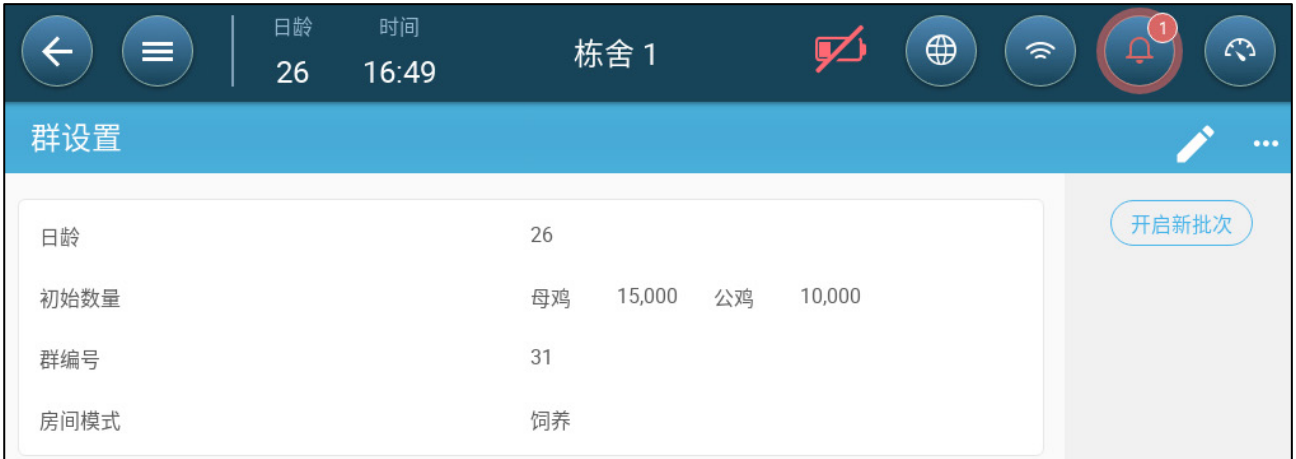 日龄 时间
26 16:49 栋舍 1 1
群设置
日龄 26 开启新批次
初始数量 母鸡 15,000 公鸡 10,000
群编号 31
房间模式 饲养